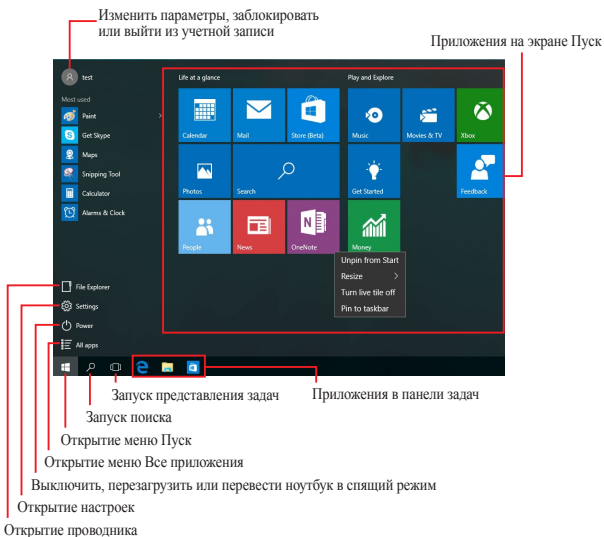 Изменить параметры, заблокировать
или выйти из учетной записи
Приложения на экране Пуск
test
Life at a glance
Play and Explore
Most used
Paint
Get Skype
Maps
Snipping Tool
Calculator
Alarms & Clock
Calendar
Mail
Store (Beta)
Music
Movies & TV
Xbox
Photos
Search
Get Started
Feedback
People
News
OneNote
Money
Unpin from Start
Resize
Turn live tile off
Pin to taskbar
File Explorer
Settings
Power
All apps
Запуск представления задач
Приложения в панели задач
Запуск поиска
Открытие меню Пуск
Открытие меню Все приложения
Выключить, перезагрузить или перевести ноутбук в спящий режим
Открытие настроек
Открытие проводника